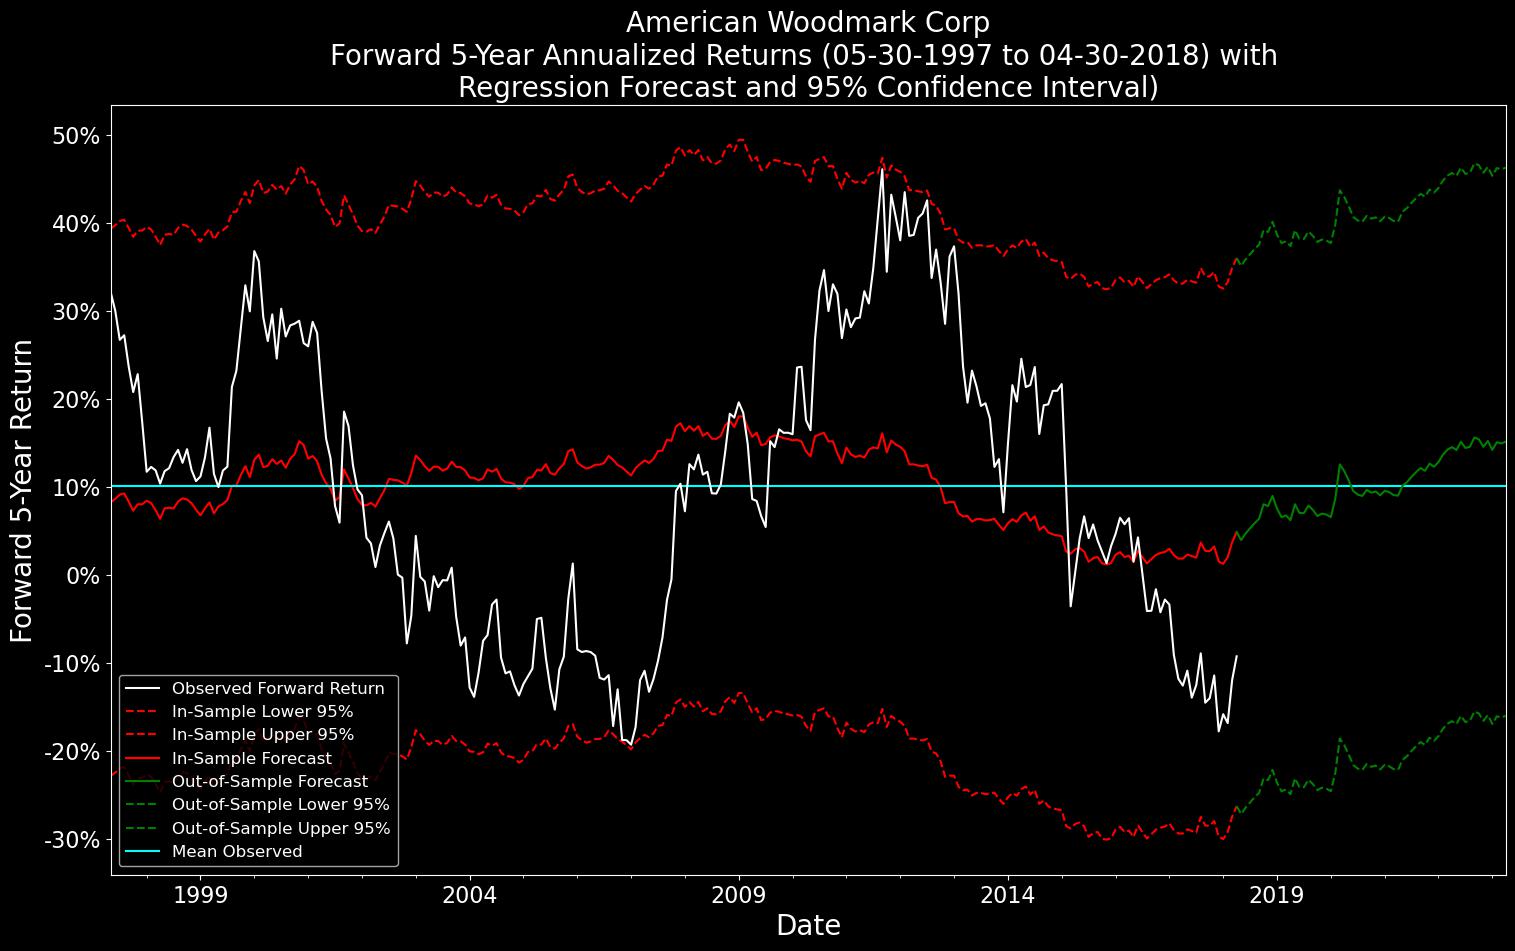 American Woodmark Corp
Forward 5-Year Annualized Returns (05-30-1997 to 04-30-2018) with
Regression Forecast and 95% Confidence Interval)
Forward 5-Year Return
50%
40%
30%
20%
10%
0%
-10%
-20%
-30%
Observed Forward Return
In-Sample Lower 95%
In-Sample Upper 95%
In-Sample Forecast
Out-of-Sample Forecast
Out-of-Sample Lower 95%
Out-of-Sample Upper 95%
Mean Observed
1999 2004 2009 2014 2019
Date